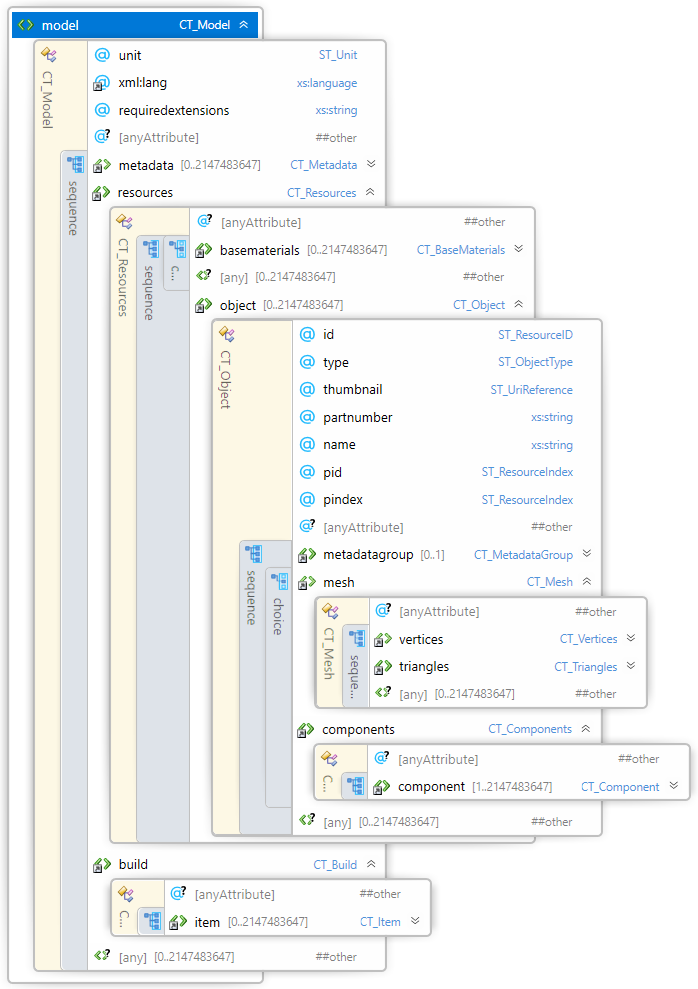 model CT_Model
CT_Model
unit ST_Unit
xml:lang xs:language
requiredextensions xs:string
[anyAttribute] ##other
sequence
metadata [0..2147483647] CT_Metadata
resources CT_Resources
CT_Resources
[anyAttribute] ##other
sequence
c...
basematerials [0..2147483647] CT_BaseMaterials
[any] [0..2147483647] ##other
object [0..2147483647] CT_Object
CT_Object
id ST_ResourceID
type ST_ObjectType
thumbnail ST_UriReference
partnumber xs:string
name xs:string
pid ST_ResourceIndex
pindex ST_ResourceIndex
[anyAttribute] ##other
sequence
metadatagroup [0..1] CT_MetadataGroup
choice
mesh CT_Mesh
CT_Mesh
[anyAttribute] ##other
seque...
vertices CT_Vertices
triangles CT_Triangles
[any] [0..2147483647] ##other
components CT_Components
C...
[anyAttribute] ##other
component [1..2147483647] CT_Component
[any] [0..2147483647] ##other
build CT_Build
C...
[anyAttribute] ##other
item [0..2147483647] CT_Item
[any] [0..2147483647] ##other